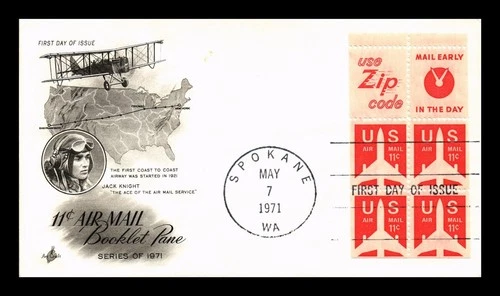 FIRST DAY OF ISSUE
THE FIRST COAST TO COAST
AIRWAY WAS STARTED IN 1921
JACK KNIGHT
"THE ACE OF THE AIR MAIL SERVICE"
11¢ AIR MAIL
Booklet Pane
SERIES OF 1971
ArtCraft
SPOKANE
MAY
7
1971
WA
use
Zip
code
MAIL EARLY
IN THE DAY
US
AIR MAIL
11¢
US
AIR MAIL
11¢
FIRST DAY OF ISSUE
US
AIR MAIL
11¢
US
AIR MAIL
11¢